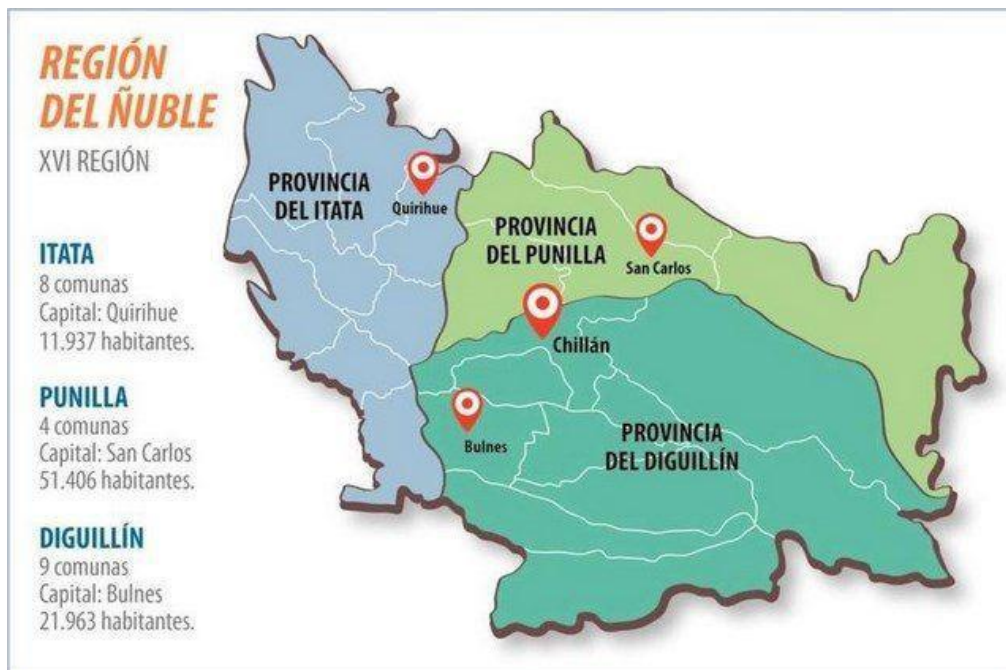 REGIÓN
DEL ÑUBLE
XVI REGIÓN
ITATA
8 comunas
Capital: Quirihue
11.937 habitantes.
PUNILLA
4 comunas
Capital: San Carlos
51.406 habitantes.
DIGUILLÍN
9 comunas
Capital: Bulnes
21.963 habitantes.
PROVINCIA
DEL ITATA
Quirihue
PROVINCIA
DEL PUNILLA
San Carlos
Chillán
Bulnes
PROVINCIA
DEL DIGUILLÍN